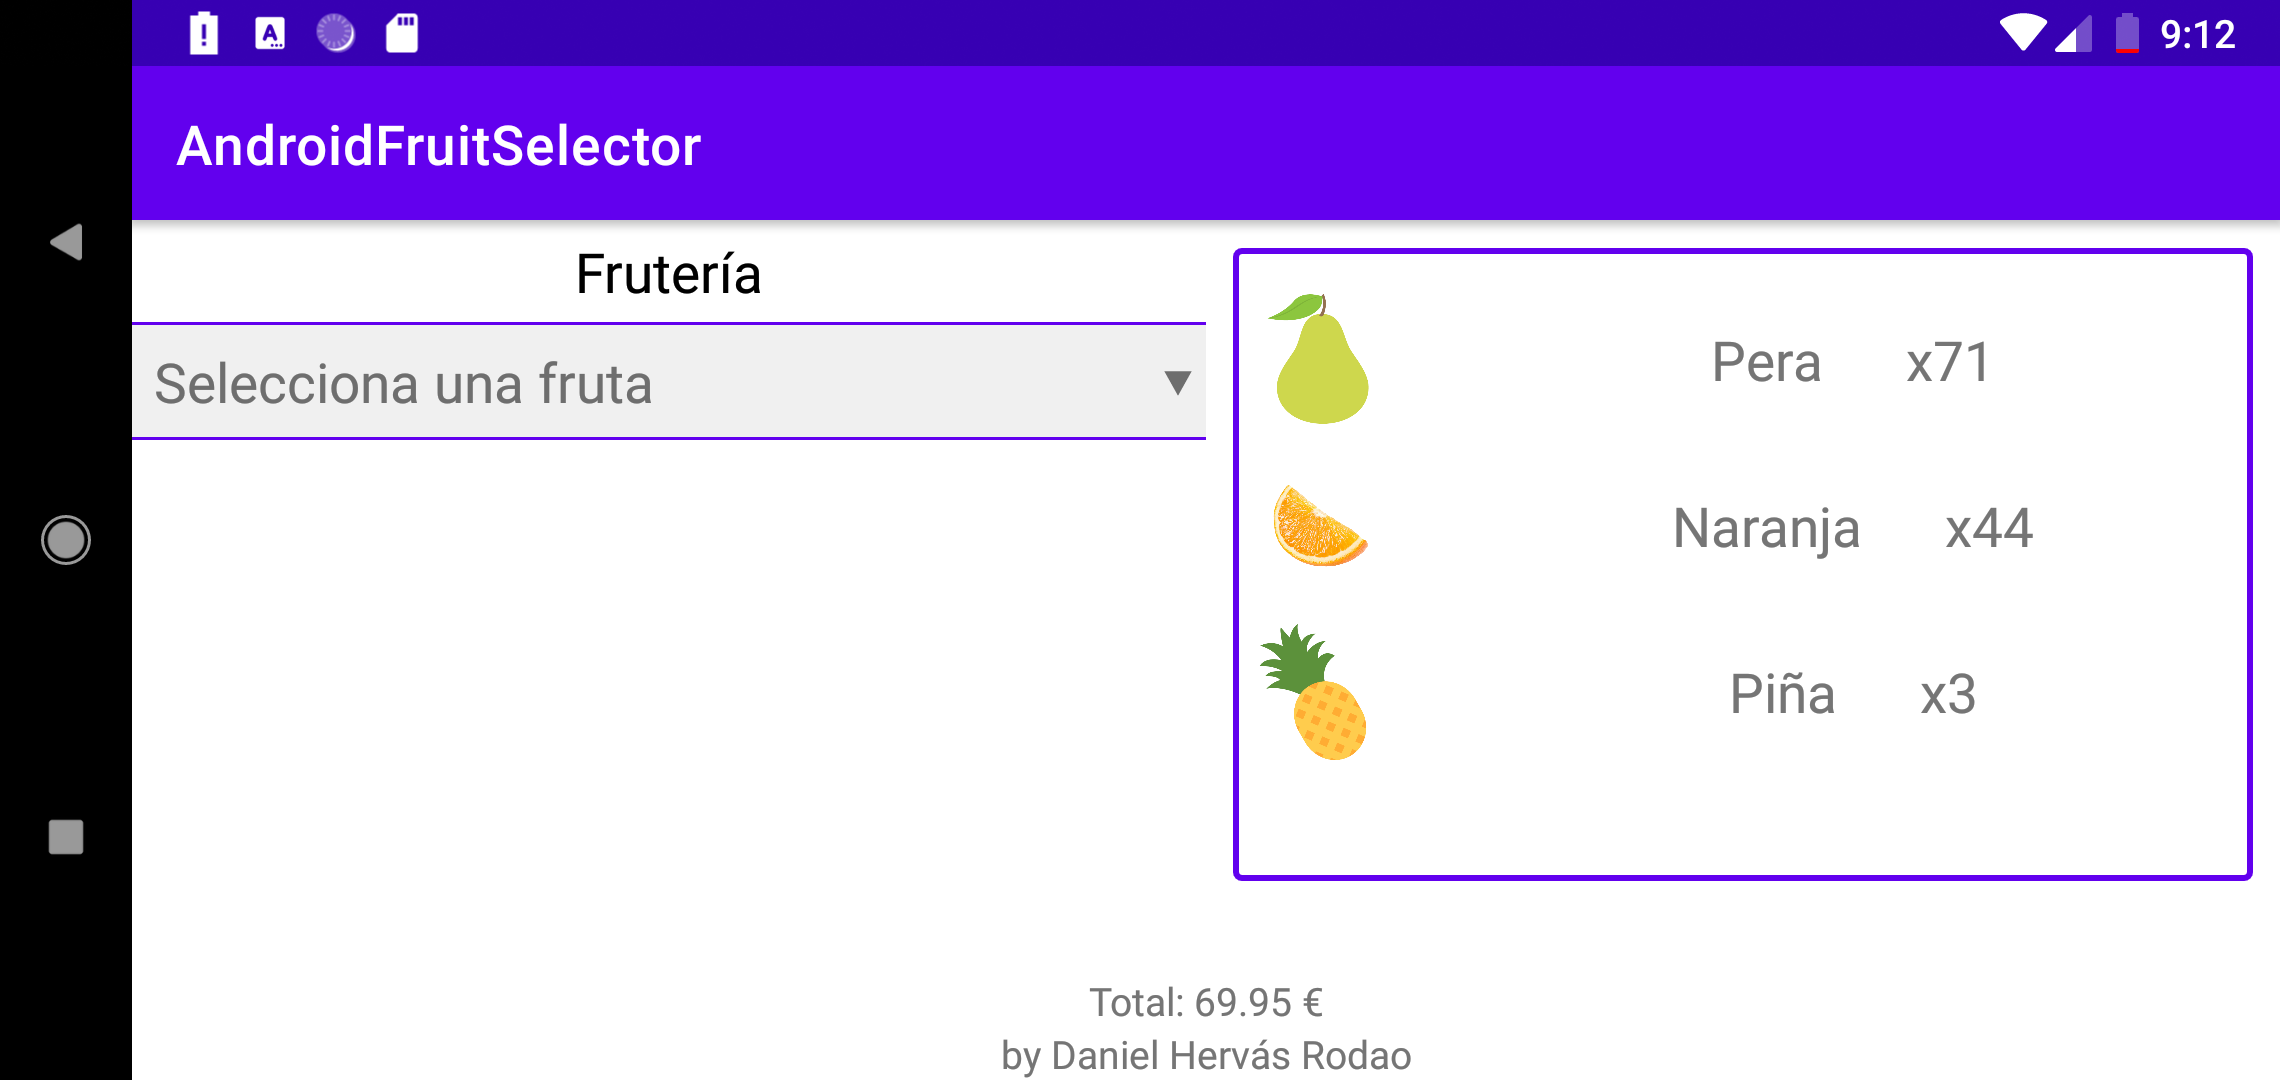 9:12
AndroidFruitSelector
Frutería
Selecciona una fruta
Pera x71
Naranja x44
Piña x3
Total: 69.95 €
by Daniel Hervás Rodao